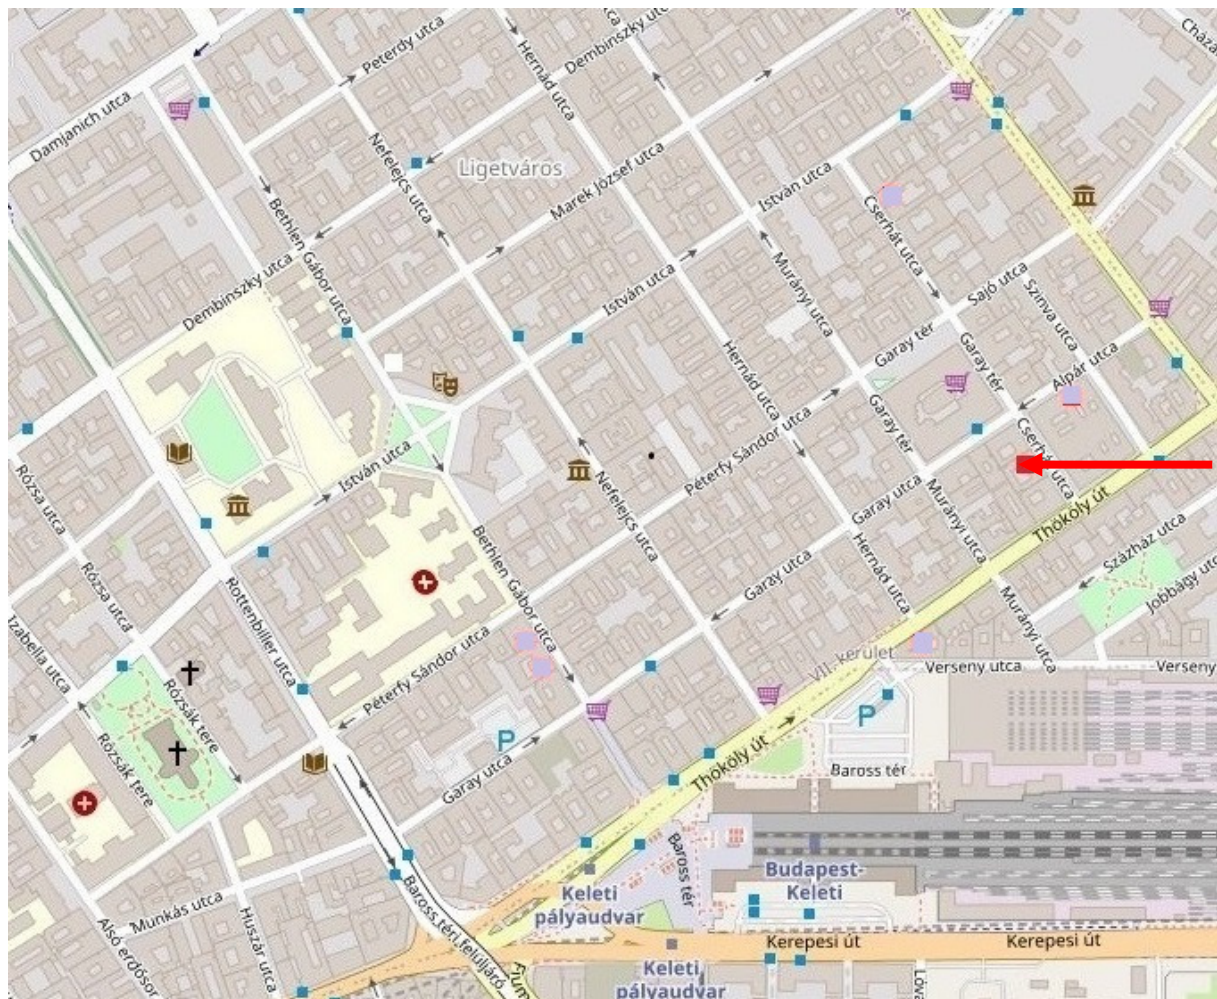 Peterdy utca
Hernád utca
Dembinszky utca
Damjanich utca
Nefelejcs utca
Ligetváros
Marek József utca
István utca
Bethlen Gábor utca
Cserhát utca
Dembinszky utca
István utca
Murányi utca
Sajó utca
Szinva utca
Garay tér
Garay tér
Alpár utca
Hernád utca
Garay tér
Péterfy Sándor utca
István utca
Cserhát utca
Rózsa utca
Nefelejcs utca
Garay utca
Murányi utca
Thököly út
Százház utca
Bethlen Gábor utca
Hernád utca
Garay utca
Jobbágy utc
Rózsa utca
Rottenbiller utca
Murányi utca
Izabella utca
Péterfy Sándor utca
VII. kerület
Verseny utca
Verseny
Rózsák tere
Rózsák tere
P
P
Garay utca
Thököly út
Baross tér
Baross tér
Budapest-
Keleti
Keleti
pályaudvar
Munkás utca
Huszár utca
Alsó erdősor
Baross téri felüljáró
Kerepesi út
Kerepesi út
Keleti
pályaudvar
Fium
Lóva